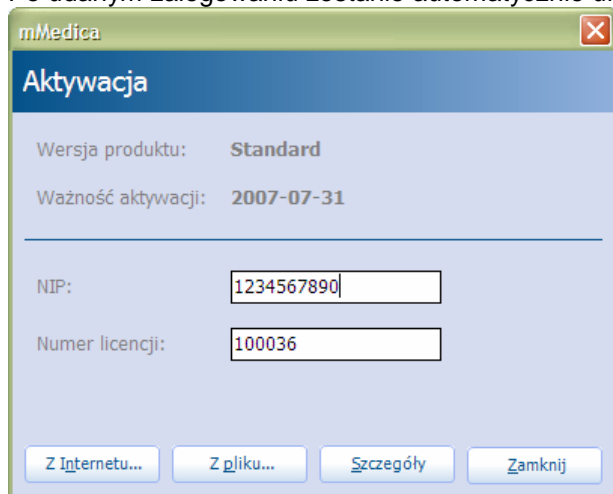 mMedica
Aktywacja
Wersja produktu: Standard
Ważność aktywacji: 2007-07-31
NIP: 1234567890
Numer licencji: 100036
Z Internetu... Z pliku... Szczegóły Zamknij